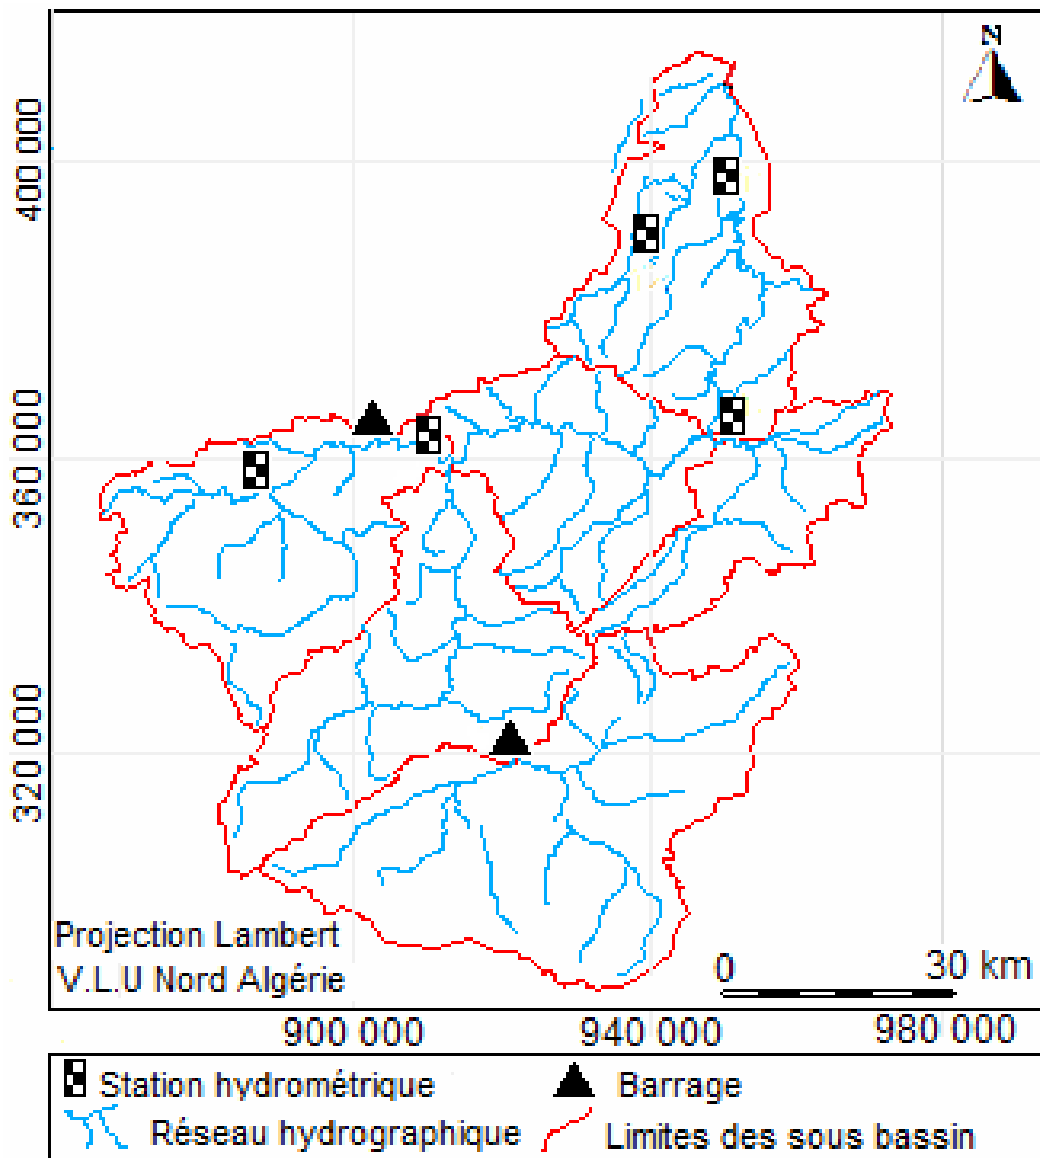 N
400 000
360 000
320 000
Projection Lambert
V.L.U Nord Algérie
0 30 km
900 000 940 000 980 000
Station hydrométrique Barrage
Réseau hydrographique Limites des sous bassin